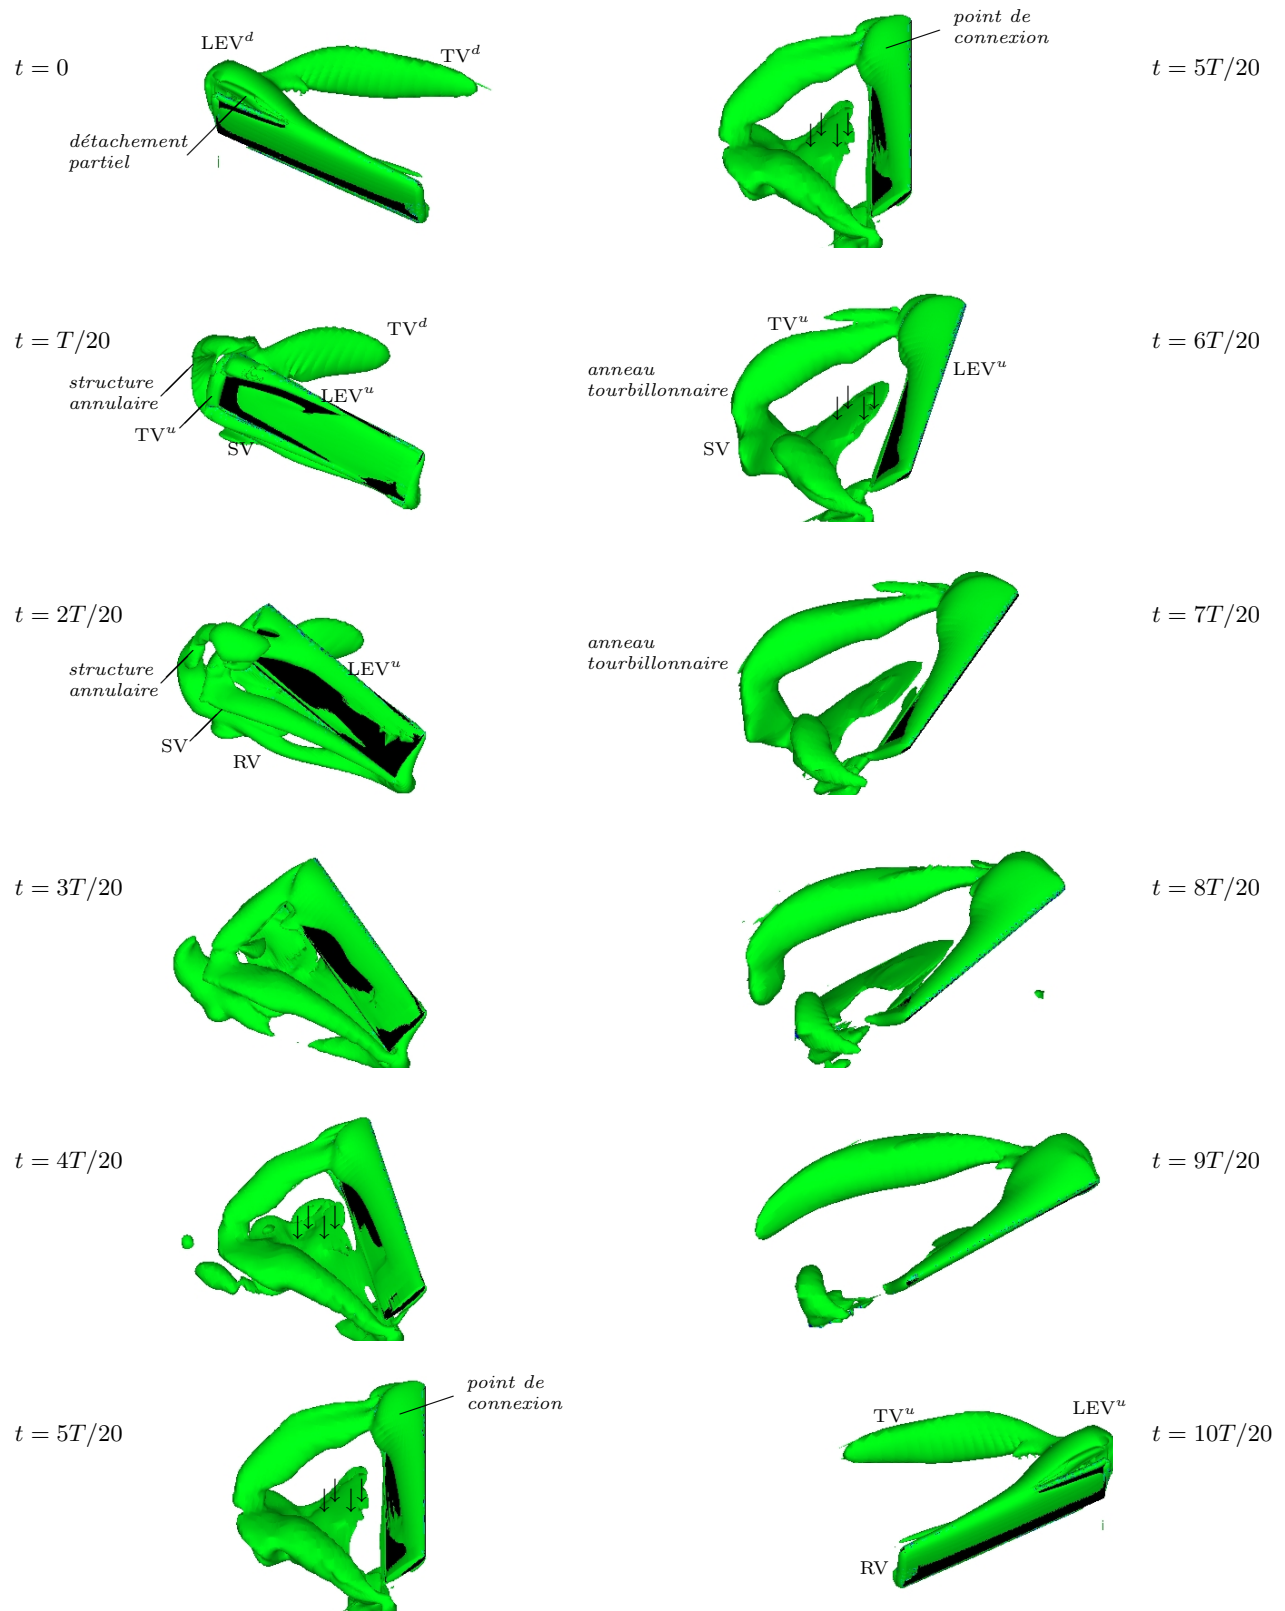 LEV^d
TV^d
t = 0
détachement
partiel
i
t = T/20
TV^d
structure
annulaire
LEV^u
TV^u
SV
t = 2T/20
structure
annulaire
LEV^u
SV
RV
t = 3T/20
t = 4T/20
↓ ↓ ↓ ↓
t = 5T/20
point de
connexion
↓ ↓ ↓ ↓
point de
connexion
t = 5T/20
↓ ↓ ↓ ↓
TV^u
t = 6T/20
anneau
tourbillonnaire
LEV^u
↓ ↓ ↓ ↓
SV
t = 7T/20
anneau
tourbillonnaire
t = 8T/20
t = 9T/20
TV^u
LEV^u
t = 10T/20
i
RV